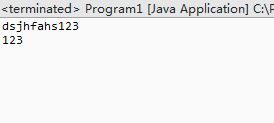 <terminated> Program1 [Java Application] C:\P
dsjhfahs123
123